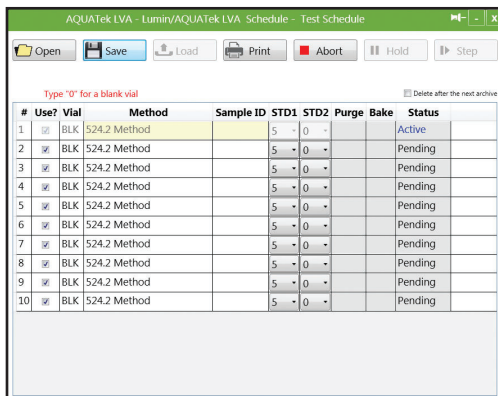 AQUATek LVA - Lumin/AQUATek LVA Schedule - Test Schedule
Open Save Load Print Abort Hold Step
Type "0" for a blank vial Delete after the next archive
# Use? Vial Method Sample ID STD1 STD2 Purge Bake Status
1 BLK 524.2 Method 5 0 Active
2 BLK 524.2 Method 5 0 Pending
3 BLK 524.2 Method 5 0 Pending
4 BLK 524.2 Method 5 0 Pending
5 BLK 524.2 Method 5 0 Pending
6 BLK 524.2 Method 5 0 Pending
7 BLK 524.2 Method 5 0 Pending
8 BLK 524.2 Method 5 0 Pending
9 BLK 524.2 Method 5 0 Pending
10 BLK 524.2 Method 5 0 Pending